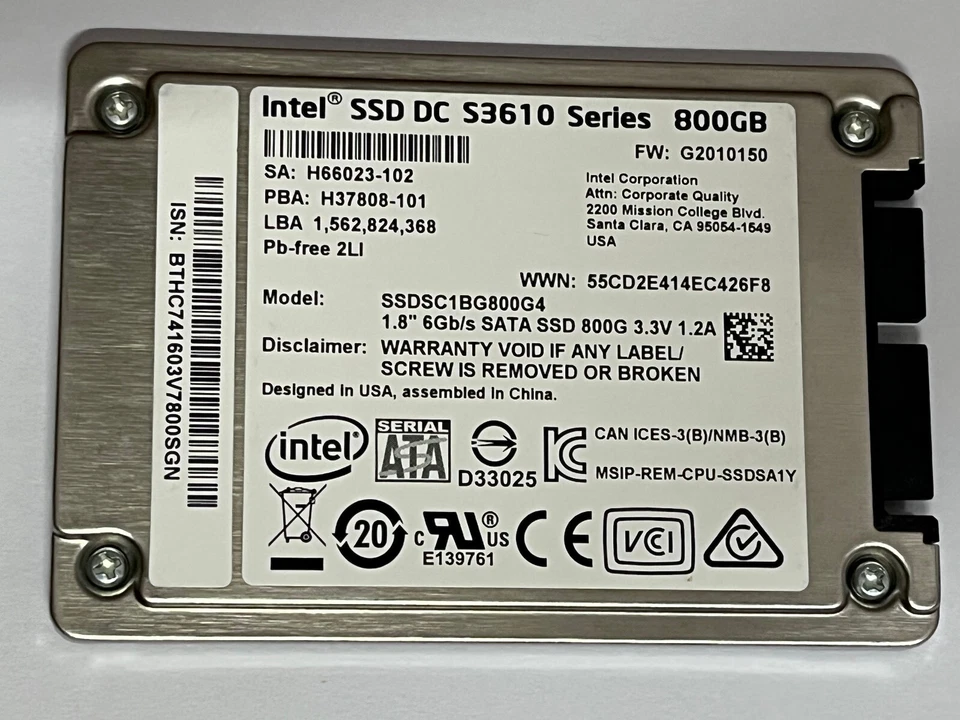 Intel® SSD DC S3610 Series 800GB
FW: G2010150
SA: H66023-102
PBA: H37808-101
LBA 1,562,824,368
Pb-free 2LI
Intel Corporation
Attn: Corporate Quality
2200 Mission College Blvd.
Santa Clara, CA 95054-1549
USA
WWN: 55CD2E414EC426F8
Model: SSDSC1BG800G4
1.8" 6Gb/s SATA SSD 800G 3.3V 1.2A
Disclaimer: WARRANTY VOID IF ANY LABEL/
SCREW IS REMOVED OR BROKEN
Designed in USA, assembled in China.
intel®
SERIAL
ATA
D33025
CAN ICES-3(B)/NMB-3(B)
MSIP-REM-CPU-SSDSA1Y
20
c RU® US
E139761
CE
VCI
ISN: BTHC741603V7800SGN